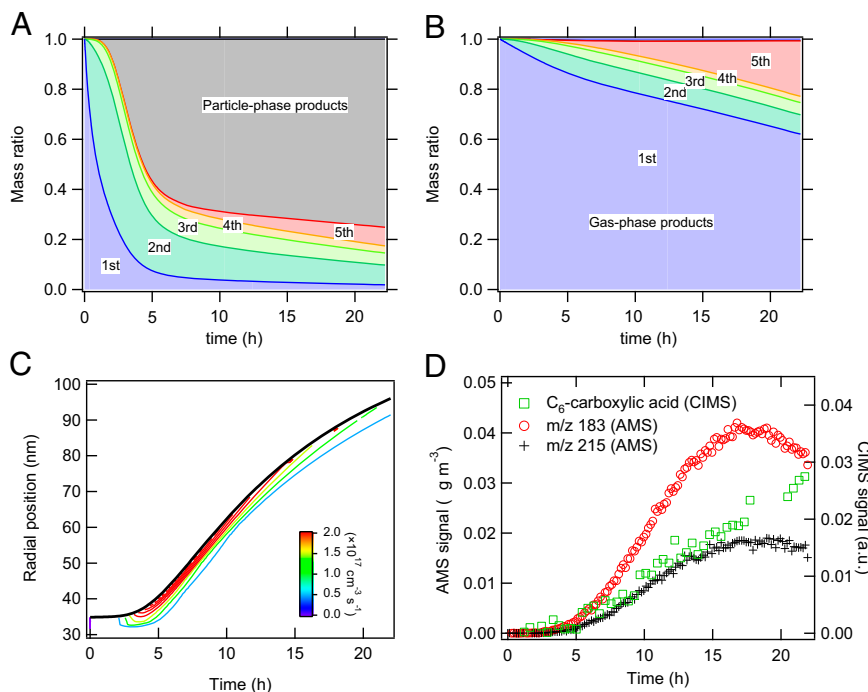 A
Mass ratio
1.0
0.8
0.6
0.4
0.2
0.0
Particle-phase products
1st
2nd
3rd
4th
5th
0 5 10 15 20
time (h)
B
Mass ratio
1.0
0.8
0.6
0.4
0.2
0.0
5th
4th
3rd
2nd
1st
Gas-phase products
0 5 10 15 20
time (h)
C
Radial position (nm)
100
90
80
70
60
50
40
30
2.0
1.5
1.0
0.5
0.0
(×10¹⁷
cm⁻³s⁻¹)
0 5 10 15 20
Time (h)
D
AMS signal ( g m⁻³)
0.05
0.04
0.03
0.02
0.01
0.00
C₆-carboxylic acid (CIMS)
m/z 183 (AMS)
m/z 215 (AMS)
0.04
0.03
0.02
0.01
0.00
CIMS signal (a.u.)
0 5 10 15 20
Time (h)